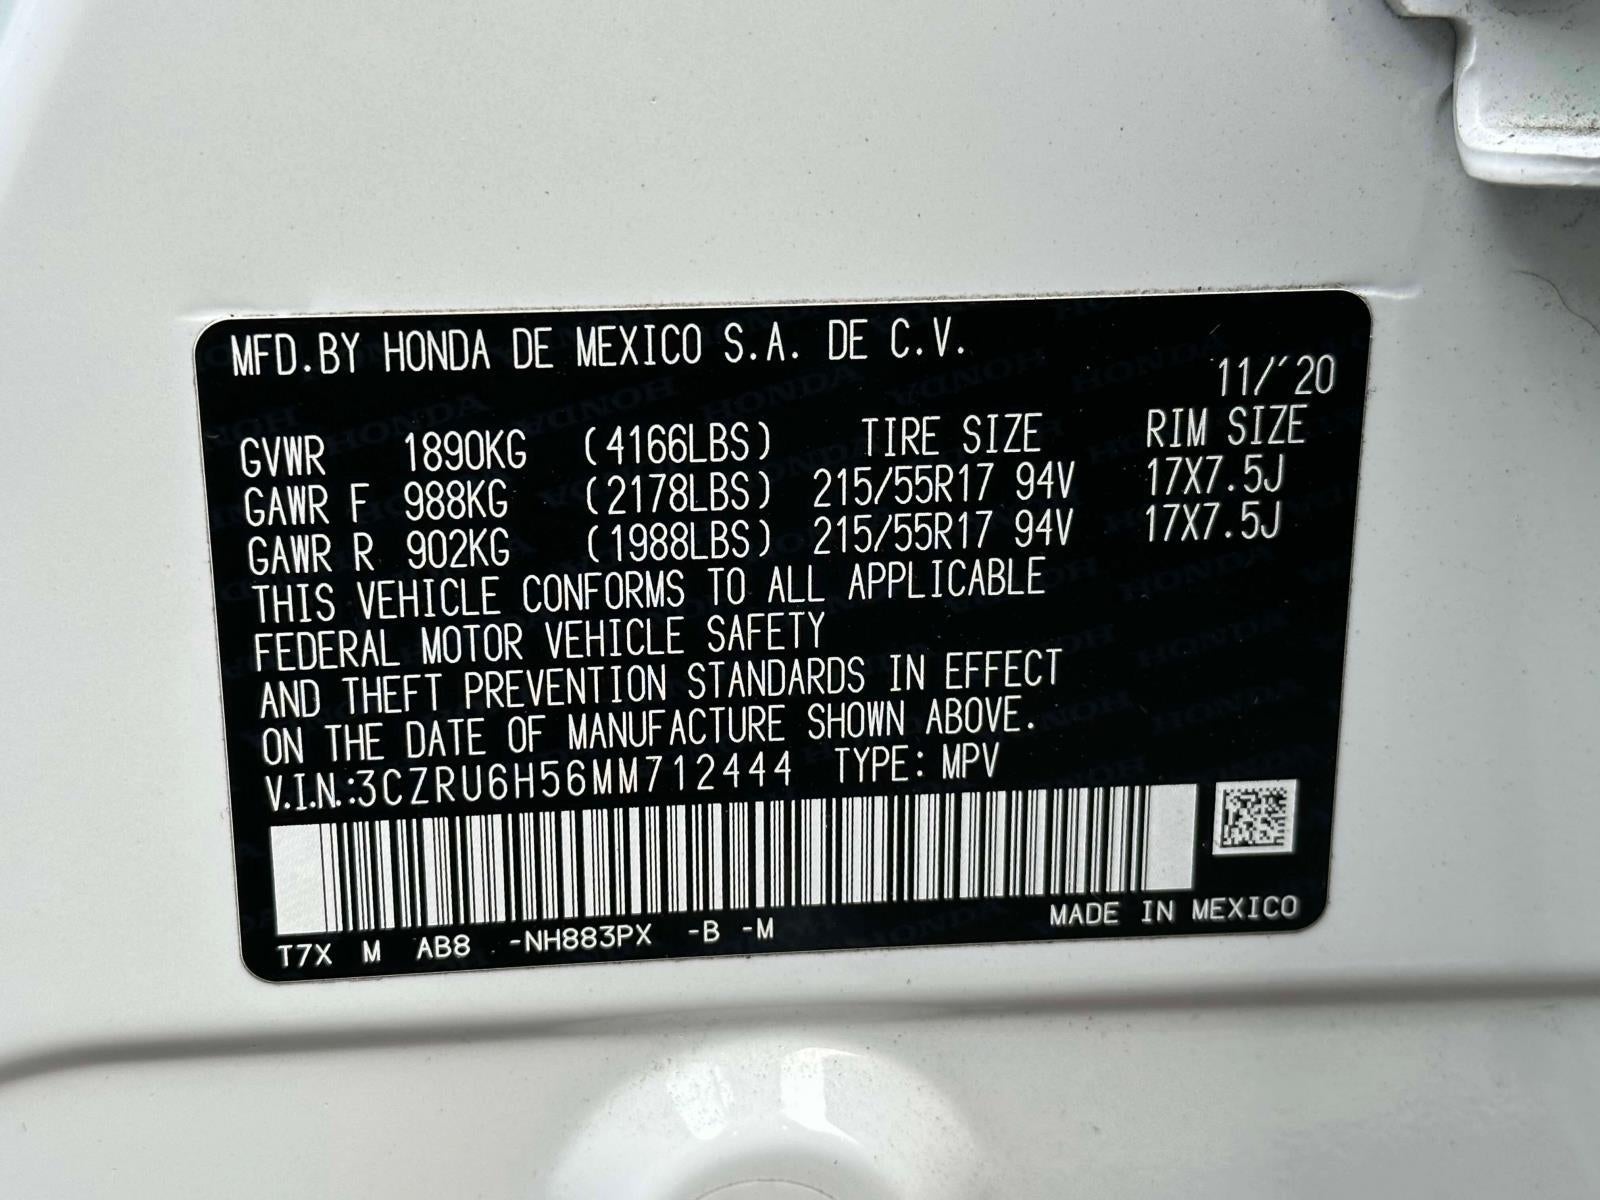 MFD.BY HONDA DE MEXICO S.A. DE C.V.
11/'20
GVWR 1890KG (4166LBS) TIRE SIZE RIM SIZE
GAWR F 988KG (2178LBS) 215/55R17 94V 17X7.5J
GAWR R 902KG (1988LBS) 215/55R17 94V 17X7.5J
THIS VEHICLE CONFORMS TO ALL APPLICABLE
FEDERAL MOTOR VEHICLE SAFETY
AND THEFT PREVENTION STANDARDS IN EFFECT
ON THE DATE OF MANUFACTURE SHOWN ABOVE.
V.I.N.:3CZRU6H56MM712444 TYPE: MPV
T7X M AB8 -NH883PX -B -M MADE IN MEXICO